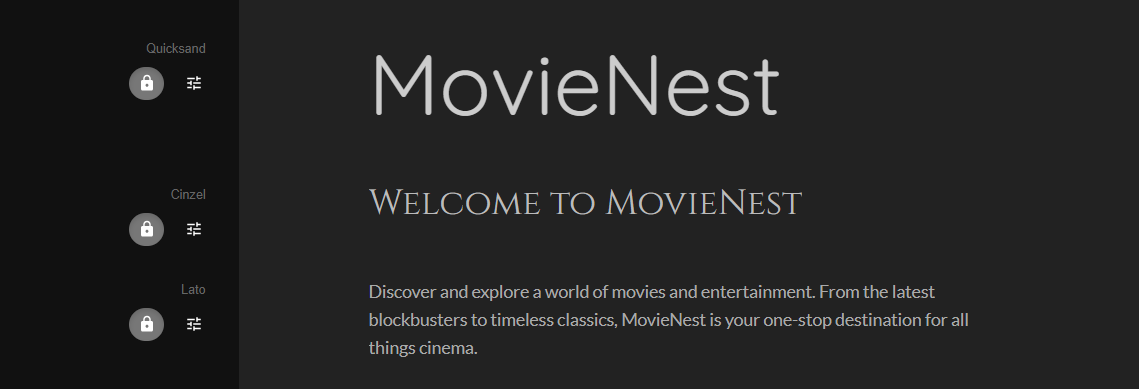 Quicksand
MovieNest
Cinzel
Welcome to MovieNest
Lato
Discover and explore a world of movies and entertainment. From the latest
blockbusters to timeless classics, MovieNest is your one-stop destination for all
things cinema.